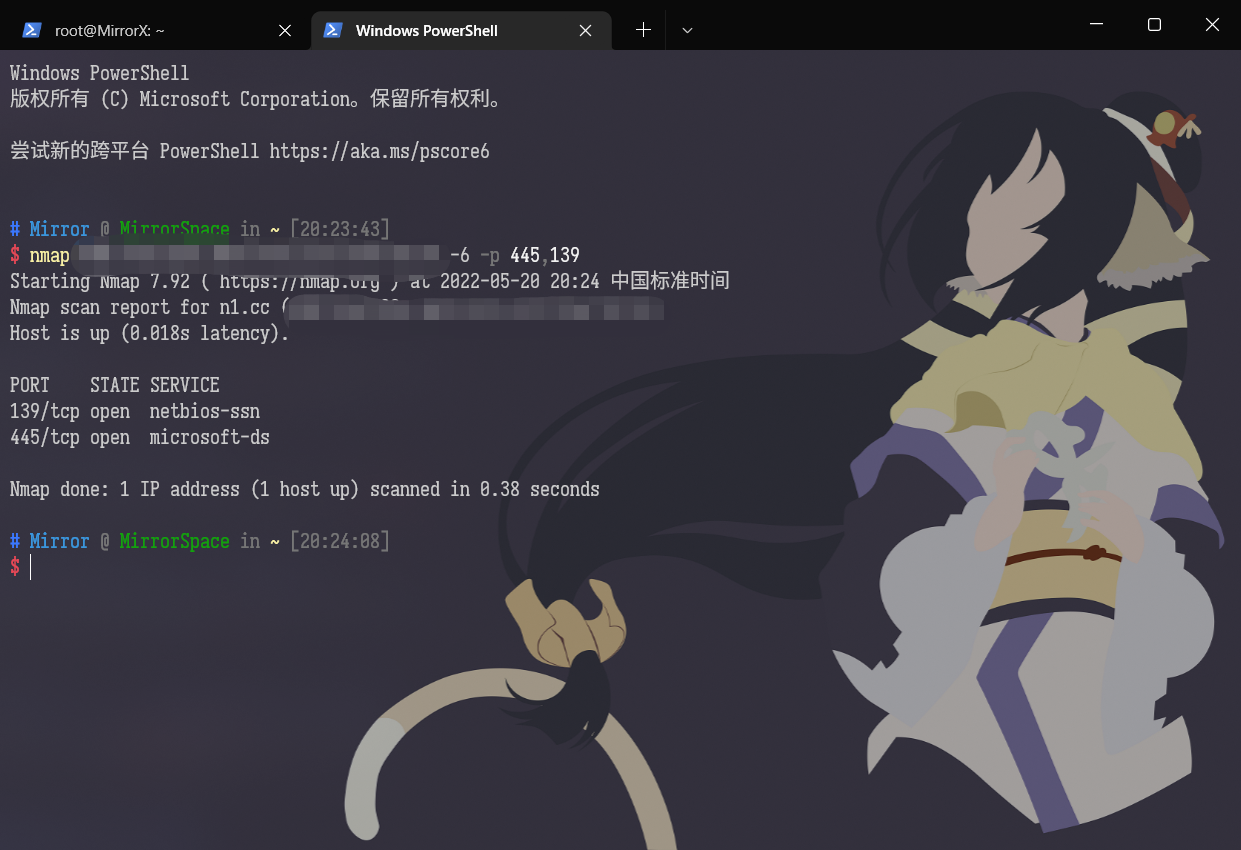 root@MirrorX: ~
Windows PowerShell
Windows PowerShell
版权所有 (C) Microsoft Corporation。保留所有权利。
尝试新的跨平台 PowerShell https://aka.ms/pscore6
# Mirror @ MirrorSpace in ~ [20:23:43]
$ nmap -6 -p 445,139
Starting Nmap 7.92 ( https://nmap.org ) at 2022-05-20 20:24 中国标准时间
Nmap scan report for n1.cc (
Host is up (0.018s latency).
PORT    STATE SERVICE
139/tcp open  netbios-ssn
445/tcp open  microsoft-ds
Nmap done: 1 IP address (1 host up) scanned in 0.38 seconds
# Mirror @ MirrorSpace in ~ [20:24:08]
$